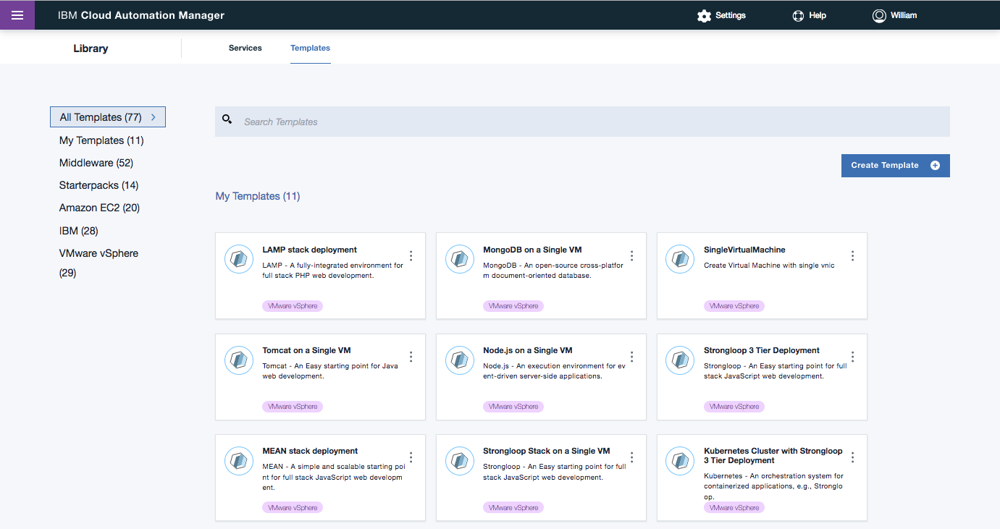 IBM Cloud Automation Manager
Settings
Help
William
Library
Services
Templates
All Templates (77)
My Templates (11)
Middleware (52)
Starterpacks (14)
Amazon EC2 (20)
IBM (28)
VMware vSphere
(29)
Search Templates
Create Template
My Templates (11)
LAMP stack deployment
LAMP - A fully-integrated environment for
full stack PHP web development.
VMware vSphere
MongoDB on a Single VM
MongoDB - An open-source cross-platfor
m document-oriented database.
VMware vSphere
SingleVirtualMachine
Create Virtual Machine with single vnic
VMware vSphere
Tomcat on a Single VM
Tomcat - An Easy starting point for Java
web development.
VMware vSphere
Node.js on a Single VM
Node.js - An execution environment for ev
ent-driven server-side applications.
VMware vSphere
Strongloop 3 Tier Deployment
Strongloop - An Easy starting point for full
stack JavaScript web development.
VMware vSphere
MEAN stack deployment
MEAN - A simple and scalable starting poi
nt for full stack JavaScript web developm
ent.
VMware vSphere
Strongloop Stack on a Single VM
Strongloop - An Easy starting point for full
stack JavaScript web development.
VMware vSphere
Kubernetes Cluster with Strongloop
3 Tier Deployment
Kubernetes - An orchestration system for
containerized applications, e.g., Stronglo
op.
VMware vSphere